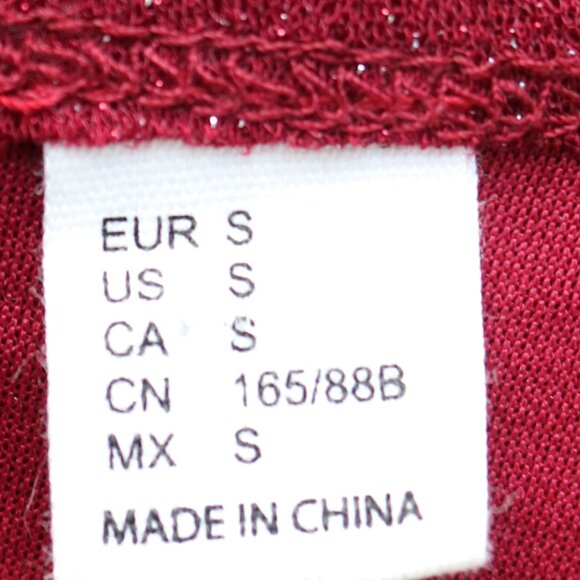 EUR S
US S
CA S
CN 165/88B
MX S
MADE IN CHINA